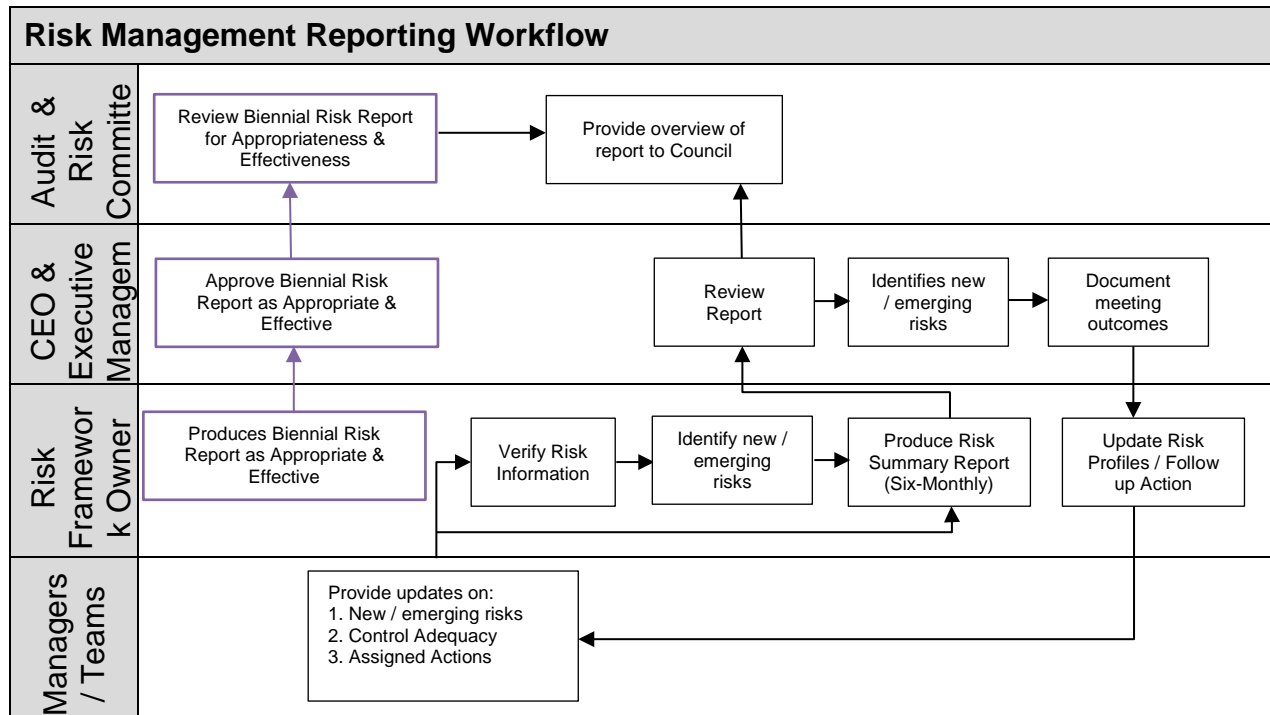 Risk Management Reporting Workflow
Audit & 
Risk
Committe
Review Biennial Risk Report
for Appropriateness &
Effectiveness
Provide overview of
report to Council
CEO &
Executive
Managem
Approve Biennial Risk
Report as Appropriate &
Effective
Review
Report
Identifies new
/ emerging
risks
Document
meeting
outcomes
Risk
Framewor
k Owner
Produces Biennial Risk
Report as Appropriate &
Effective
Verify Risk
Information
Identify new /
emerging
risks
Produce Risk
Summary Report
(Six-Monthly)
Update Risk
Profiles / Follow
up Action
Managers
/ Teams
Provide updates on:
1. New / emerging risks
2. Control Adequacy
3. Assigned Actions